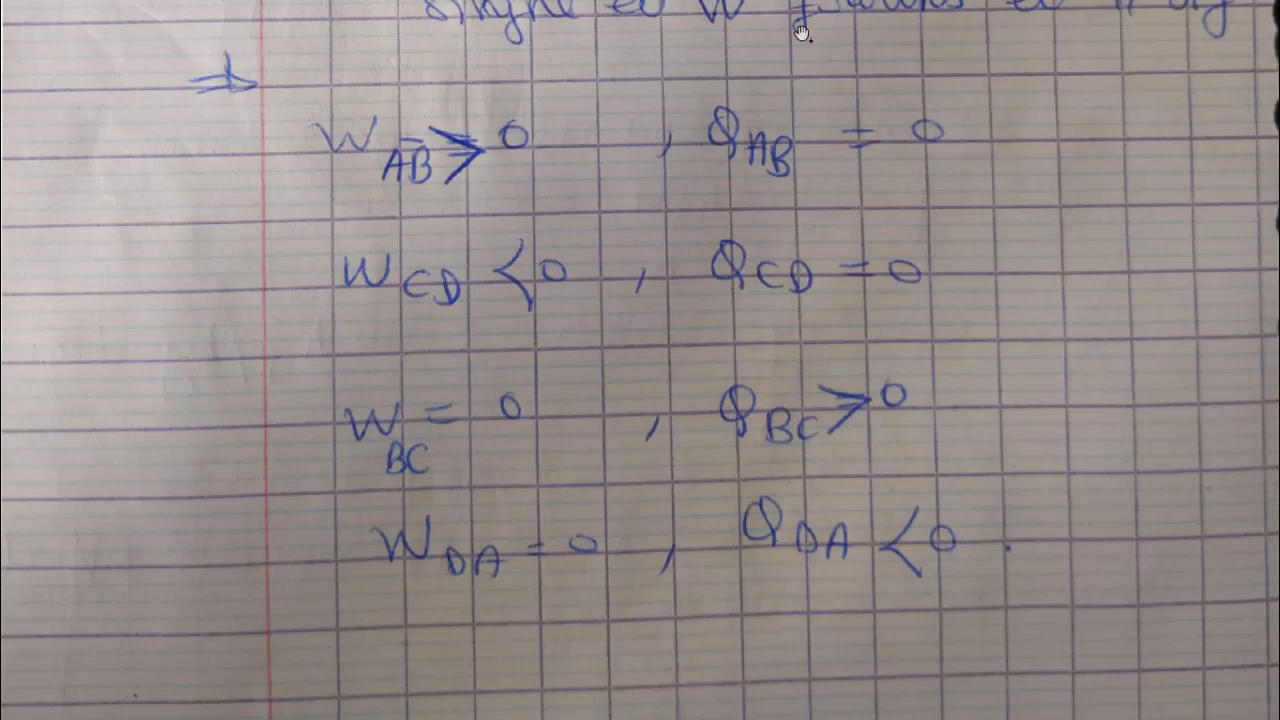 ⇒
W_AB > 0 , Q_AB = 0
W_CD < 0 , Q_CD = 0
W_BC = 0 , Q_BC > 0
W_DA = 0 , Q_DA < 0 .